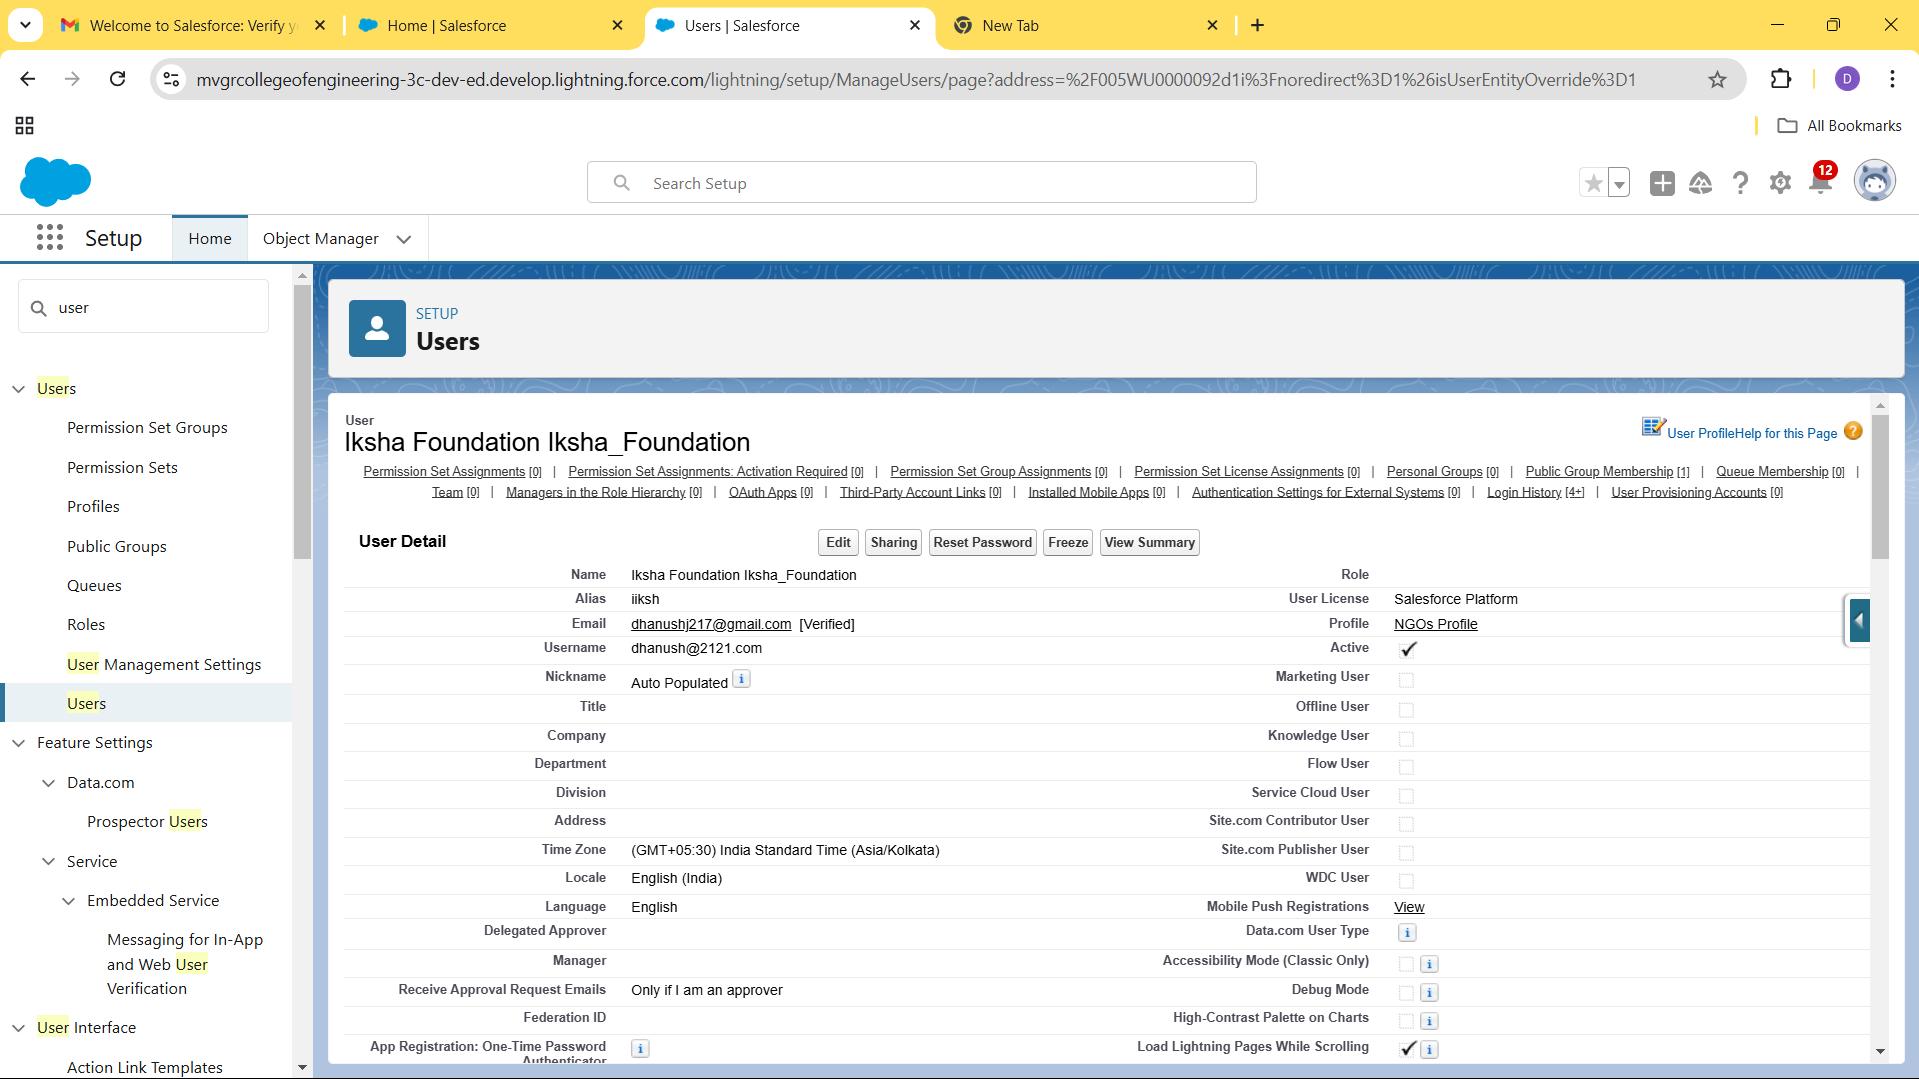 Welcome to Salesforce: Verify y
Home | Salesforce
Users | Salesforce
New Tab
mvgrcollegeofengineering-3c-dev-ed.develop.lightning.force.com/lightning/setup/ManageUsers/page?address=%2F005WU0000092d1i%3Fnoredirect%3D1%26isUserEntityOverride%3D1
D
All Bookmarks
Search Setup
12
Setup
Home
Object Manager
user
Users
Permission Set Groups
Permission Sets
Profiles
Public Groups
Queues
Roles
User Management Settings
Users
Feature Settings
Data.com
Prospector Users
Service
Embedded Service
Messaging for In-App
and Web User
Verification
User Interface
Action Link Templates
SETUP
Users
User
Iksha Foundation Iksha_Foundation
User ProfileHelp for this Page ?
Permission Set Assignments [0] | Permission Set Assignments: Activation Required [0] | Permission Set Group Assignments [0] | Permission Set License Assignments [0] | Personal Groups [0] | Public Group Membership [1] | Queue Membership [0] |
Team [0] | Managers in the Role Hierarchy [0] | OAuth Apps [0] | Third-Party Account Links [0] | Installed Mobile Apps [0] | Authentication Settings for External Systems [0] | Login History [4+] | User Provisioning Accounts [0]
User Detail
Edit Sharing Reset Password Freeze View Summary
Name Iksha Foundation Iksha_Foundation Role
Alias iiksh User License Salesforce Platform
Email dhanushj217@gmail.com [Verified] Profile NGOs Profile
Username dhanush@2121.com Active
Nickname Auto Populated i Marketing User
Title Offline User
Company Knowledge User
Department Flow User
Division Service Cloud User
Address Site.com Contributor User
Time Zone (GMT+05:30) India Standard Time (Asia/Kolkata) Site.com Publisher User
Locale English (India) WDC User
Language English Mobile Push Registrations View
Delegated Approver Data.com User Type i
Manager Accessibility Mode (Classic Only) i
Receive Approval Request Emails Only if I am an approver Debug Mode i
Federation ID High-Contrast Palette on Charts i
App Registration: One-Time Password i Load Lightning Pages While Scrolling i
Authenticator